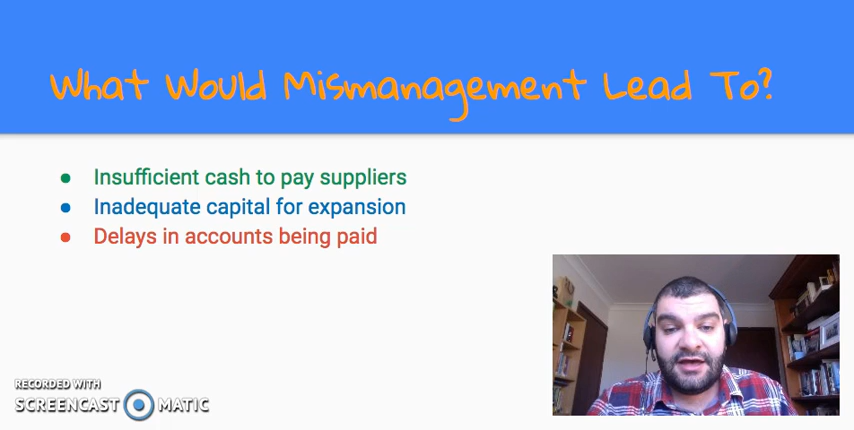 What Would Mismanagement Lead To?
Insufficient cash to pay suppliers
Inadequate capital for expansion
Delays in accounts being paid
RECORDED WITH
SCREENCAST MATIC